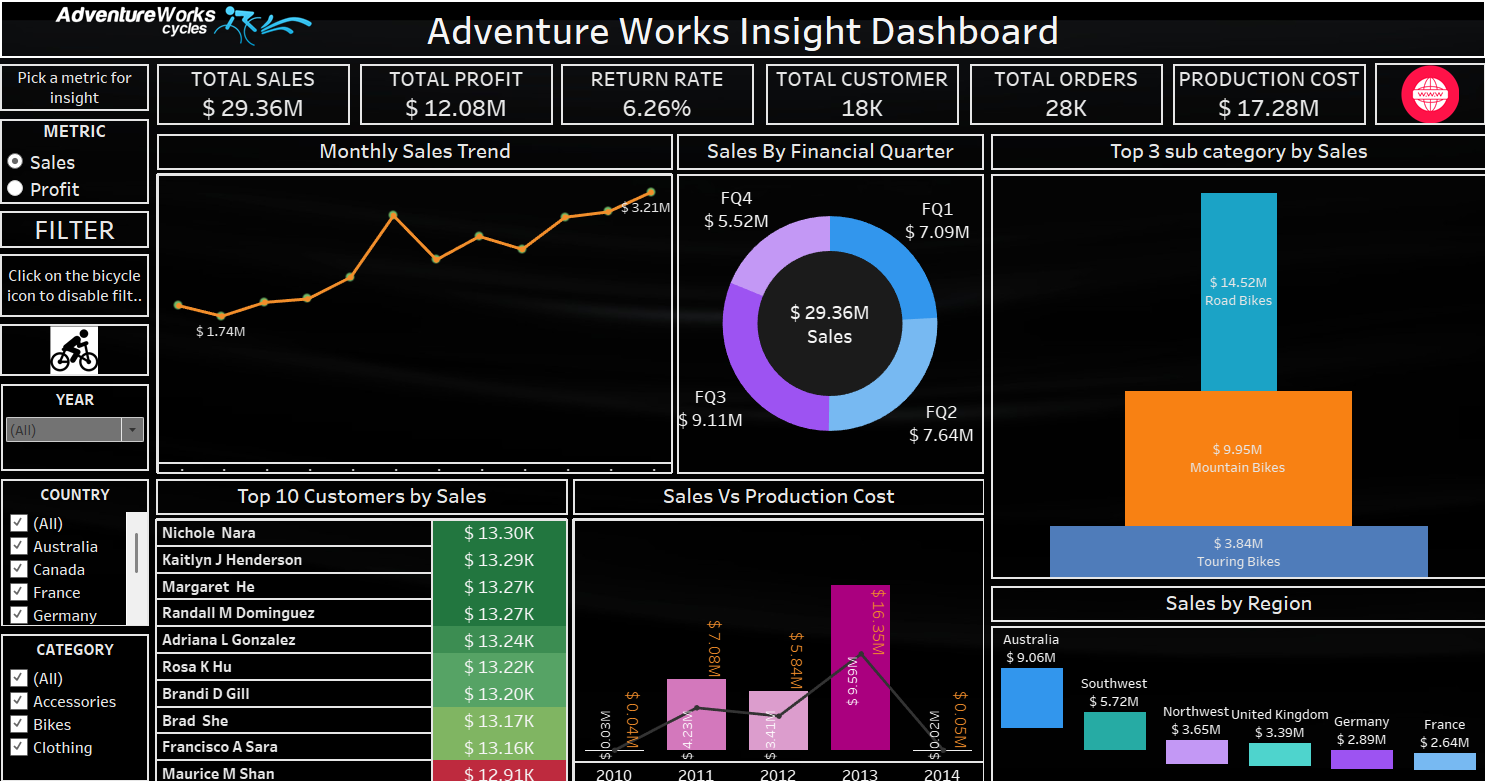 AdventureWorks
cycles
Adventure Works Insight Dashboard
Pick a metric for
insight
TOTAL SALES
$ 29.36M
TOTAL PROFIT
$ 12.08M
RETURN RATE
6.26%
TOTAL CUSTOMER
18K
TOTAL ORDERS
28K
PRODUCTION COST
$ 17.28M
W.W.W
METRIC
Sales
Profit
FILTER
Click on the bicycle
icon to disable filt..
YEAR
(All)
COUNTRY
(All)
Australia
Canada
France
Germany
CATEGORY
(All)
Accessories
Bikes
Clothing
Monthly Sales Trend
$ 3.21M
$ 1.74M
Sales By Financial Quarter
FQ4
$ 5.52M
FQ1
$ 7.09M
$ 29.36M
Sales
FQ3
$ 9.11M
FQ2
$ 7.64M
Top 3 sub category by Sales
$ 14.52M
Road Bikes
$ 9.95M
Mountain Bikes
$ 3.84M
Touring Bikes
Top 10 Customers by Sales
Nichole Nara $ 13.30K
Kaitlyn J Henderson $ 13.29K
Margaret He $ 13.27K
Randall M Dominguez $ 13.27K
Adriana L Gonzalez $ 13.24K
Rosa K Hu $ 13.22K
Brandi D Gill $ 13.20K
Brad She $ 13.17K
Francisco A Sara $ 13.16K
Maurice M Shan $ 12.91K
Sales Vs Production Cost
$ 0.03M
$ 0.04M
$ 4.23M
$ 7.08M
$ 3.41M
$ 5.84M
$ 9.59M
$ 16.35M
$ 0.02M
$ 0.05M
2010 2011 2012 2013 2014
Sales by Region
Australia
$ 9.06M
Southwest
$ 5.72M
Northwest
$ 3.65M
United Kingdom
$ 3.39M
Germany
$ 2.89M
France
$ 2.64M